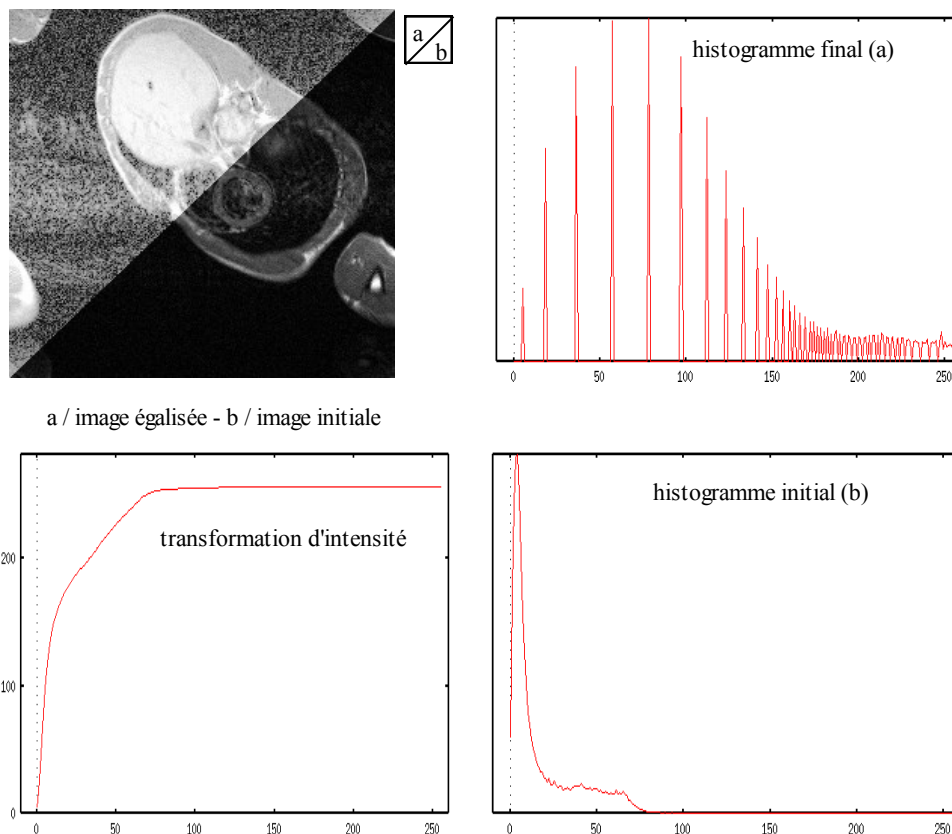 a
b
histogramme final (a)
0 50 100 150 200 250
a / image égalisée - b / image initiale
transformation d'intensité
200
100
0
0 50 100 150 200 250
histogramme initial (b)
0 50 100 150 200 250